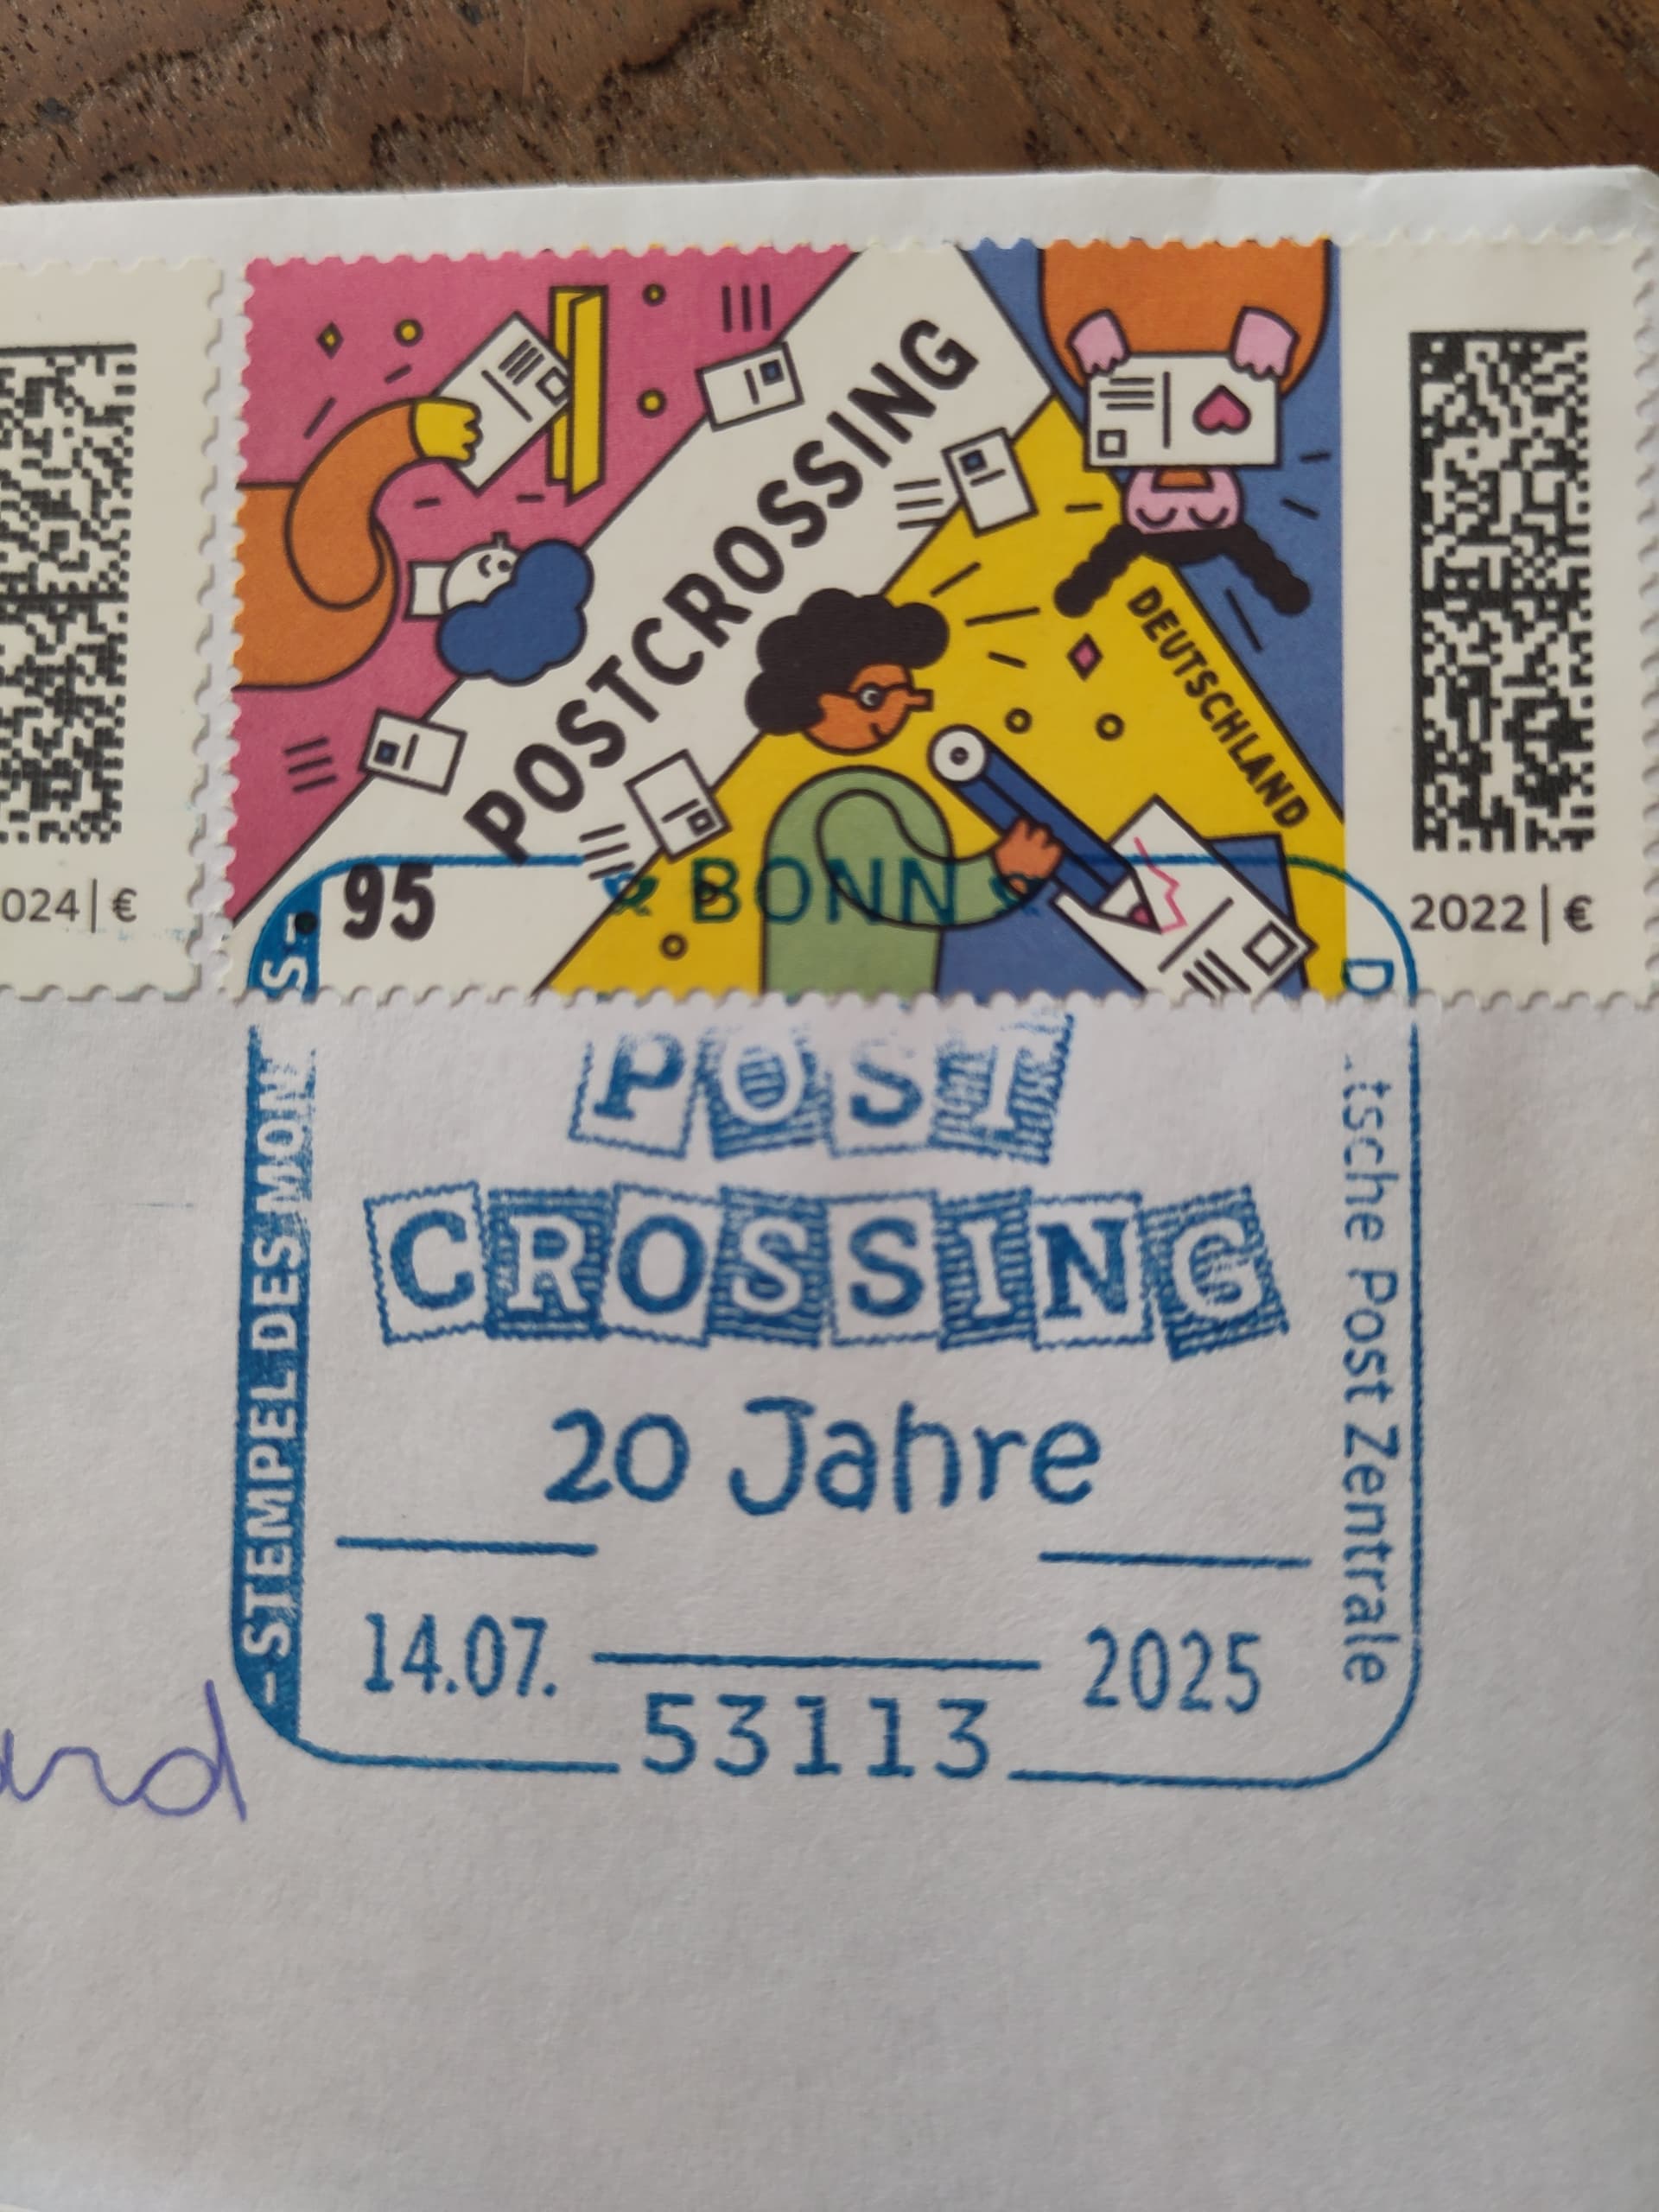 POSTCROSSING
DEUTSCHLAND
95
024 | €
2022 | €
BONN
STEMPEL DES MON S
POST
CROSSING
20 Jahre
14.07. 2025
53113
D tsche Post Zentrale